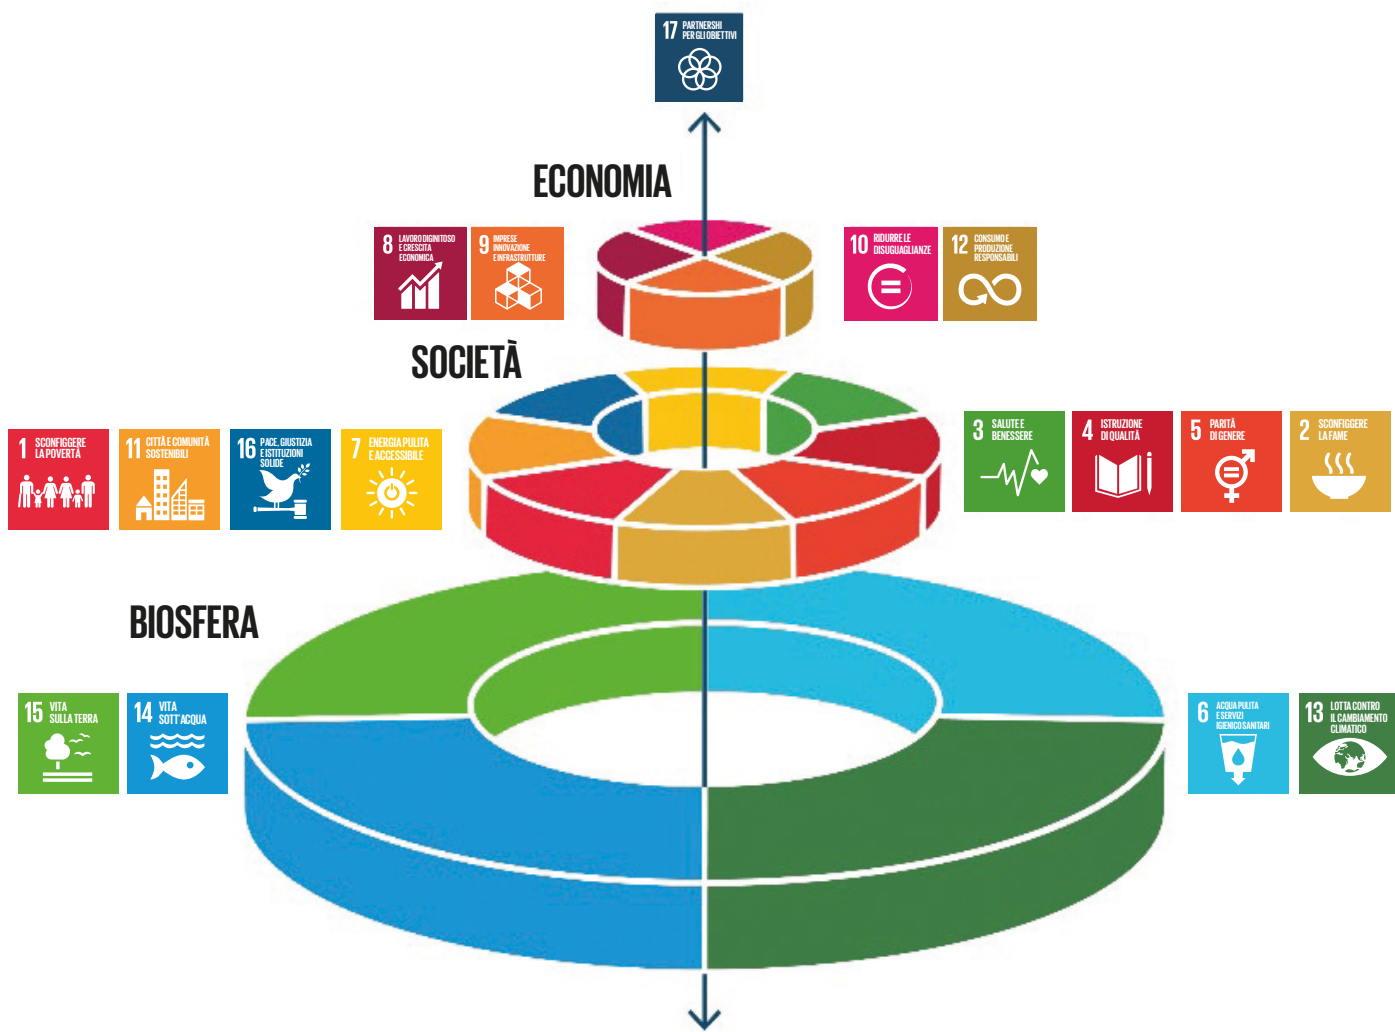 17 PARTNERSHI
PER GLI OBIETTIVI
ECONOMIA
8 LAVORO DIGNITOSO
E CRESCITA
ECONOMICA
9 IMPRESE
INNOVAZIONE
E INFRASTRUTTURE
10 RIDURRE LE
DISUGUAGLIANZE
12 CONSUMO E
PRODUZIONE
RESPONSABILI
SOCIETÀ
1 SCONFIGGERE
LA POVERTÀ
11 CITTÀ E COMUNITÀ
SOSTENIBILI
16 PACE, GIUSTIZIA
E ISTITUZIONI
SOLIDE
7 ENERGIA PULITA
E ACCESSIBILE
3 SALUTE E
BENESSERE
4 ISTRUZIONE
DI QUALITÀ
5 PARITÀ
DI GENERE
2 SCONFIGGERE
LA FAME
BIOSFERA
15 VITA
SULLA TERRA
14 VITA
SOTT'ACQUA
6 ACQUA PULITA
E SERVIZI
IGIENICO SANITARI
13 LOTTA CONTRO
IL CAMBIAMENTO
CLIMATICO